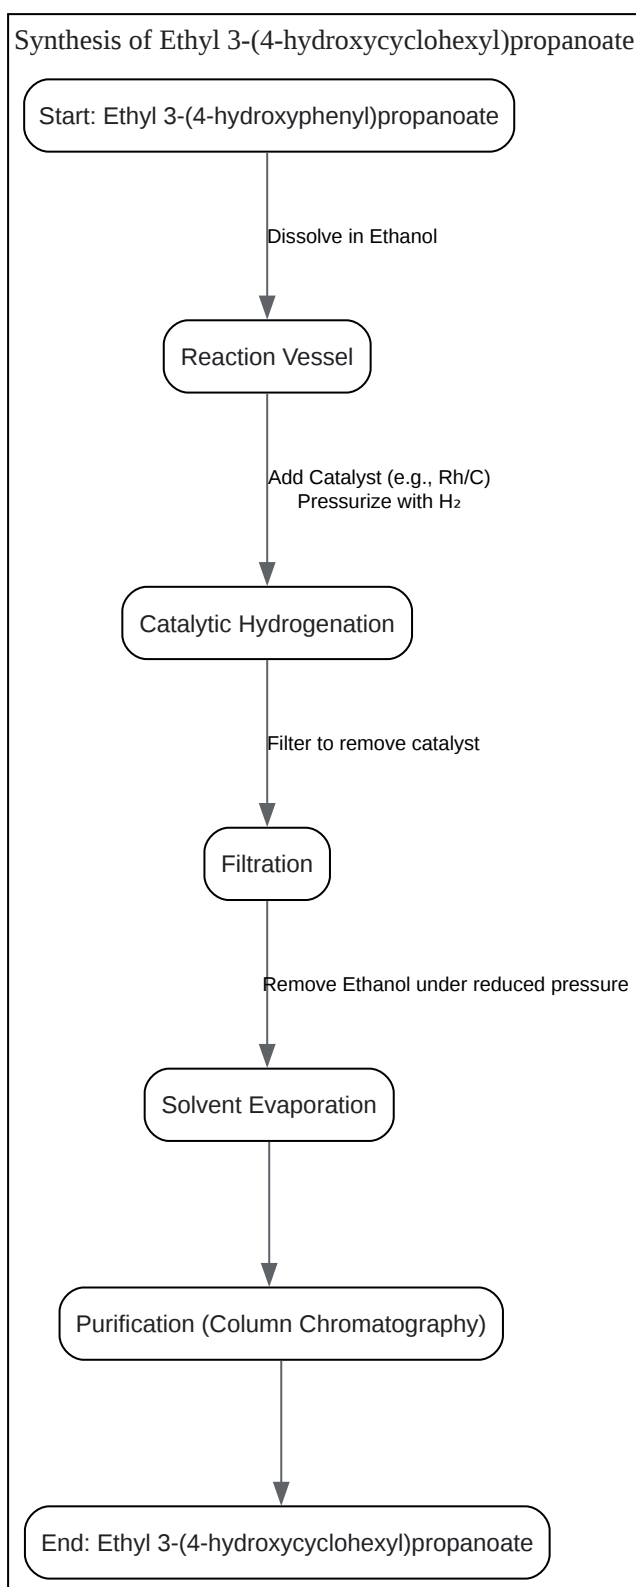 Synthesis of Ethyl 3-(4-hydroxycyclohexyl)propanoate
Start: Ethyl 3-(4-hydroxyphenyl)propanoate
Dissolve in Ethanol
Reaction Vessel
Add Catalyst (e.g., Rh/C)
Pressurize with H₂
Catalytic Hydrogenation
Filter to remove catalyst
Filtration
Remove Ethanol under reduced pressure
Solvent Evaporation
Purification (Column Chromatography)
End: Ethyl 3-(4-hydroxycyclohexyl)propanoate